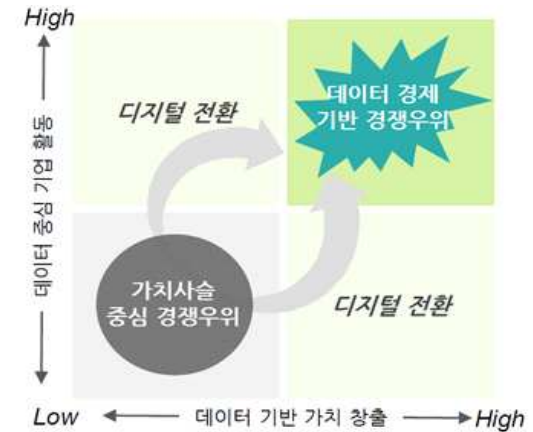 High
디지털 전환
데이터 경제
기반 경쟁우위
데이터 중심 기업 활동
가치사슬
중심 경쟁우위
디지털 전환
Low
데이터 기반 가치 창출
High